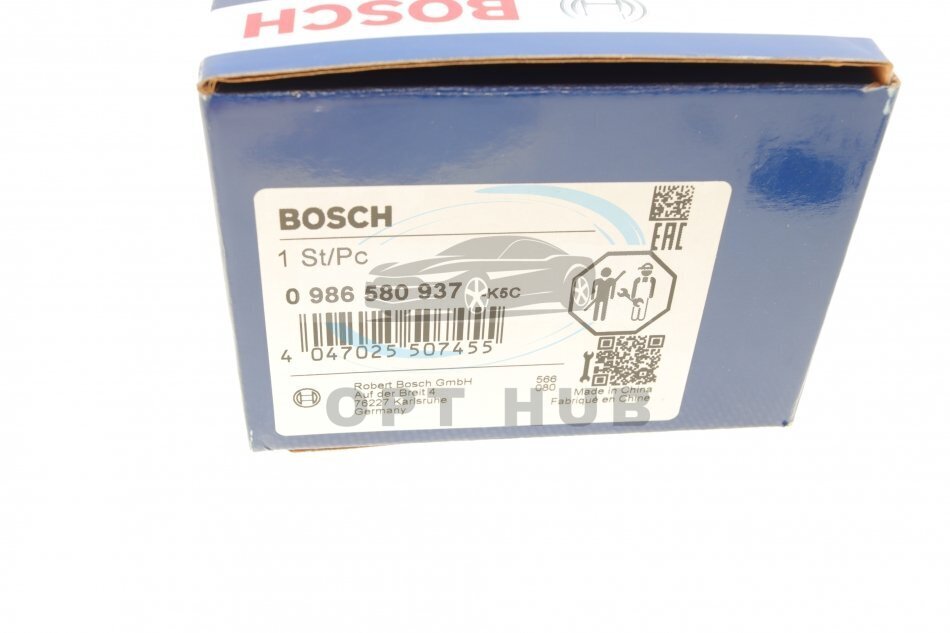 BOSCH
BOSCH
1 St/Pc
0 986 580 937 -K5C
4 047025 507455
EAC
Robert Bosch GmbH
Auf der Breit 4
76227 Karlsruhe
Germany
566
080
Made in China
Fabriqué en Chine
OPT HUB